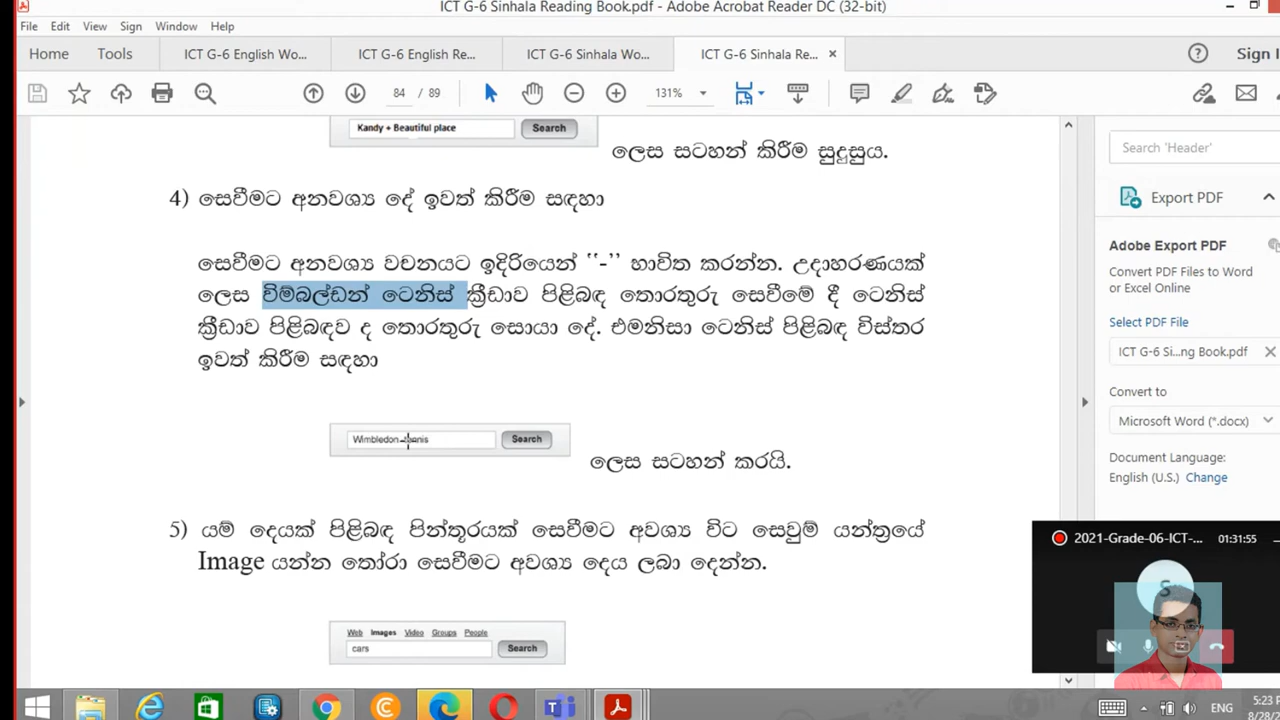 ICT G-6 Sinhala Reading Book.pdf - Adobe Acrobat Reader DC (32-bit)
File Edit View Sign Window Help
Home Tools ICT G-6 English Wo... ICT G-6 English Re... ICT G-6 Sinhala Wo... ICT G-6 Sinhala Re... × Sign I
84 / 89 131%
Kandy + Beautiful place Search
ලෙස සටහන් කිරීම සුදුසුය.
4) සෙවීමට අනවශ්‍ය දේ ඉවත් කිරීම සඳහා
සෙවීමට අනවශ්‍ය වචනයට ඉදිරියෙන් "-" භාවිත කරන්න. උදාහරණයක්
ලෙස විම්බල්ඩන් ටෙනිස් ක්‍රීඩාව පිළිබඳ තොරතුරු සෙවීමේ දී ටෙනිස්
ක්‍රීඩාව පිළිබඳව ද තොරතුරු සොයා දේ. එමනිසා ටෙනිස් පිළිබඳ විස්තර
ඉවත් කිරීම සඳහා
Wimbledon Search
ලෙස සටහන් කරයි.
5) යම් දෙයක් පිළිබඳ පින්තූරයක් සෙවීමට අවශ්‍ය විට සෙවුම් යන්ත්‍රයේ
Image යන්න තෝරා සෙවීමට අවශ්‍ය දෙය ලබා දෙන්න.
Web Images Video Groups People
cars Search
Search 'Header'
Export PDF
Adobe Export PDF
Convert PDF Files to Word
or Excel Online
Select PDF File
ICT G-6 Si...ng Book.pdf ×
Convert to
Microsoft Word (*.docx)
Document Language:
English (U.S.) Change
2021-Grade-06-ICT-... 01:31:55
S
ENG 5:23 P
8/28/2